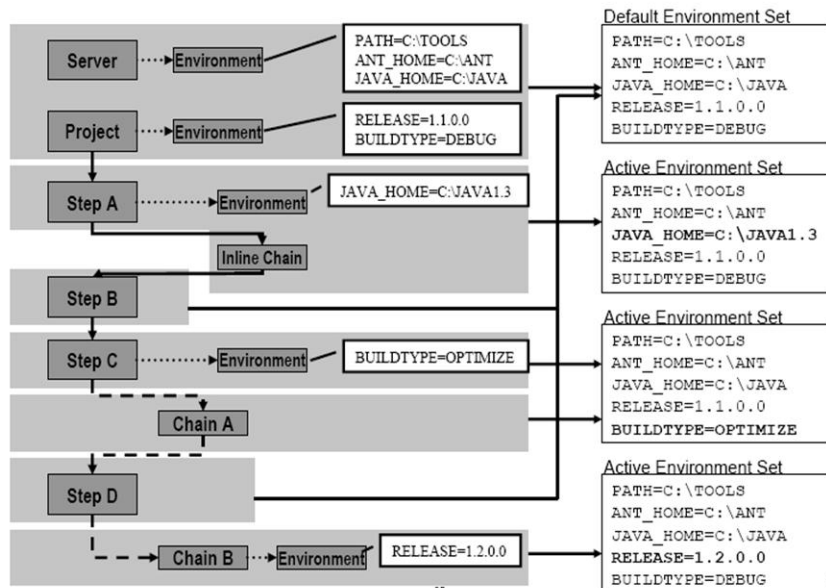 Default Environment Set
Server
Environment
PATH=C:\TOOLS
ANT_HOME=C:\ANT
JAVA_HOME=C:\JAVA
PATH=C:\TOOLS
ANT_HOME=C:\ANT
JAVA_HOME=C:\JAVA
RELEASE=1.1.0.0
BUILDTYPE=DEBUG
Project
Environment
RELEASE=1.1.0.0
BUILDTYPE=DEBUG
Step A
Environment
JAVA_HOME=C:\JAVA1.3
Inline Chain
Active Environment Set
PATH=C:\TOOLS
ANT_HOME=C:\ANT
JAVA_HOME=C:\JAVA1.3
RELEASE=1.1.0.0
BUILDTYPE=DEBUG
Step B
Step C
Environment
BUILDTYPE=OPTIMIZE
Chain A
Active Environment Set
PATH=C:\TOOLS
ANT_HOME=C:\ANT
JAVA_HOME=C:\JAVA
RELEASE=1.1.0.0
BUILDTYPE=OPTIMIZE
Step D
Chain B
Environment
RELEASE=1.2.0.0
Active Environment Set
PATH=C:\TOOLS
ANT_HOME=C:\ANT
JAVA_HOME=C:\JAVA
RELEASE=1.2.0.0
BUILDTYPE=DEBUG